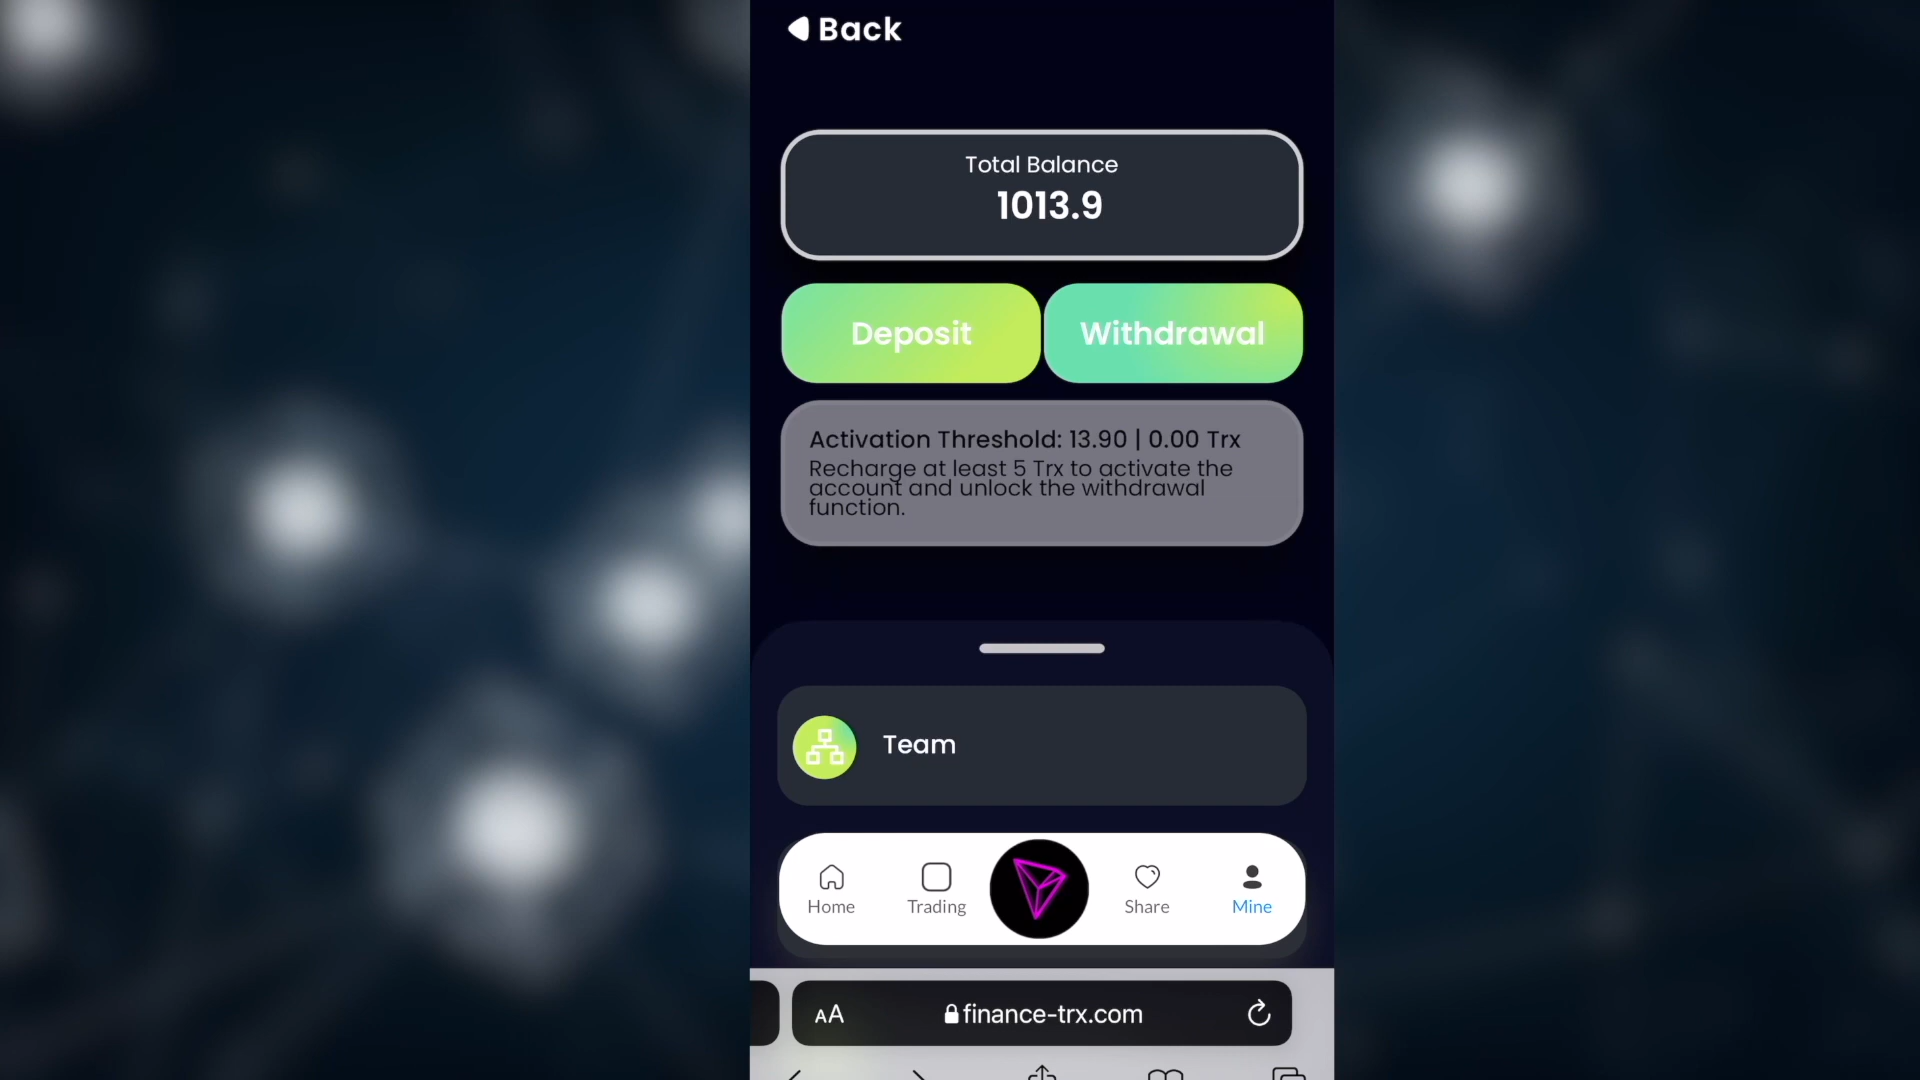 Back
Total Balance
1013.9
Deposit
Withdrawal
Activation Threshold: 13.90 | 0.00 Trx
Recharge at least 5 Trx to activate the
account and unlock the withdrawal
function.
Team
Home
Trading
Share
Mine
AA
finance-trx.com